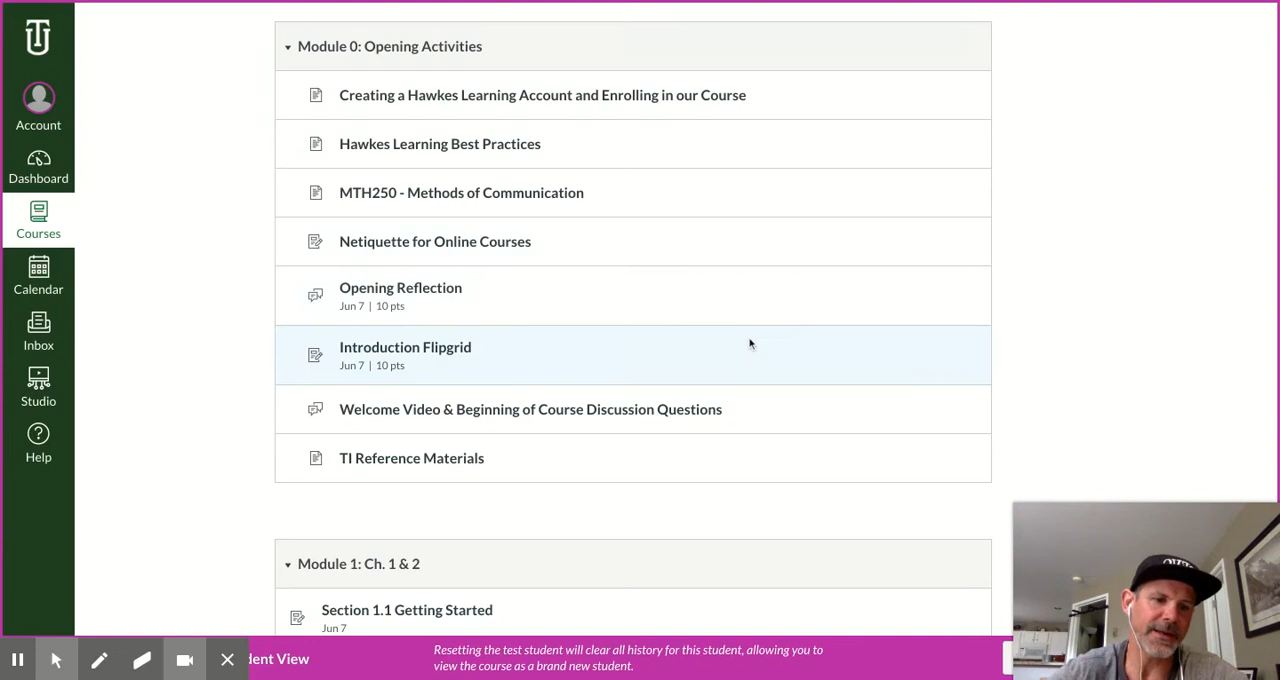 Module 0: Opening Activities
Creating a Hawkes Learning Account and Enrolling in our Course
Account
Hawkes Learning Best Practices
Dashboard
MTH250 - Methods of Communication
Courses
Netiquette for Online Courses
Calendar
Opening Reflection
Jun 7 | 10 pts
Inbox
Introduction Flipgrid
Jun 7 | 10 pts
Studio
Welcome Video & Beginning of Course Discussion Questions
Help
TI Reference Materials
Module 1: Ch. 1 & 2
Section 1.1 Getting Started
Jun 7
dent View
Resetting the test student will clear all history for this student, allowing you to
view the course as a brand new student.